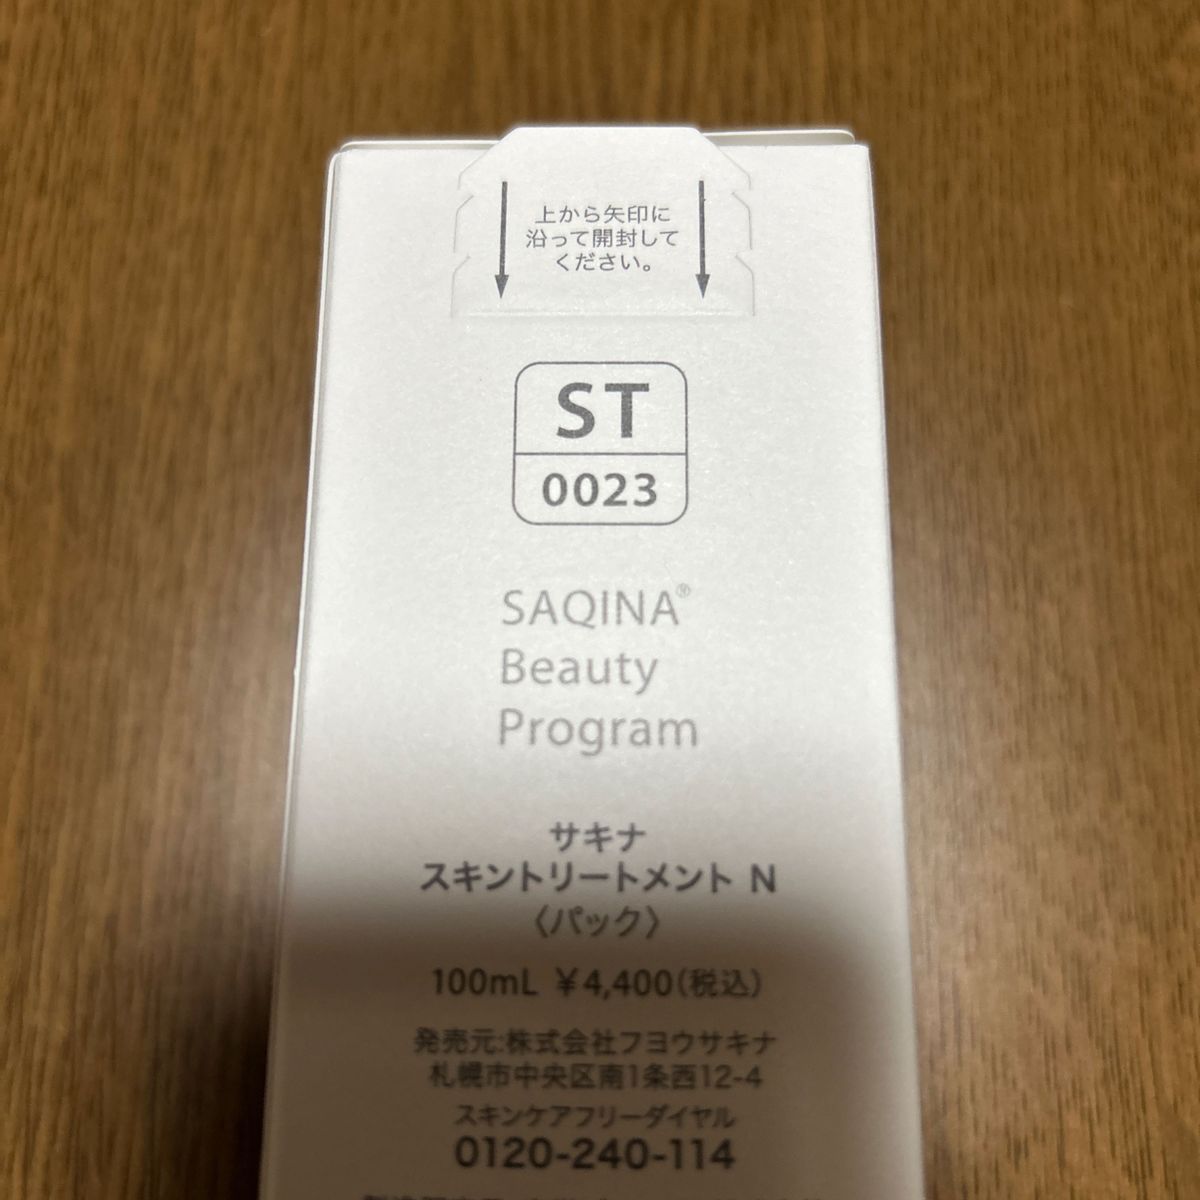 上から矢印に
沿って開封して
ください。
ST
0023
SAQINA®
Beauty
Program
サキナ
スキントリートメント N
〈パック〉
100mL ¥4,400(税込)
発売元:株式会社フヨウサキナ
札幌市中央区南1条西12-4
スキンケアフリーダイヤル
0120-240-114